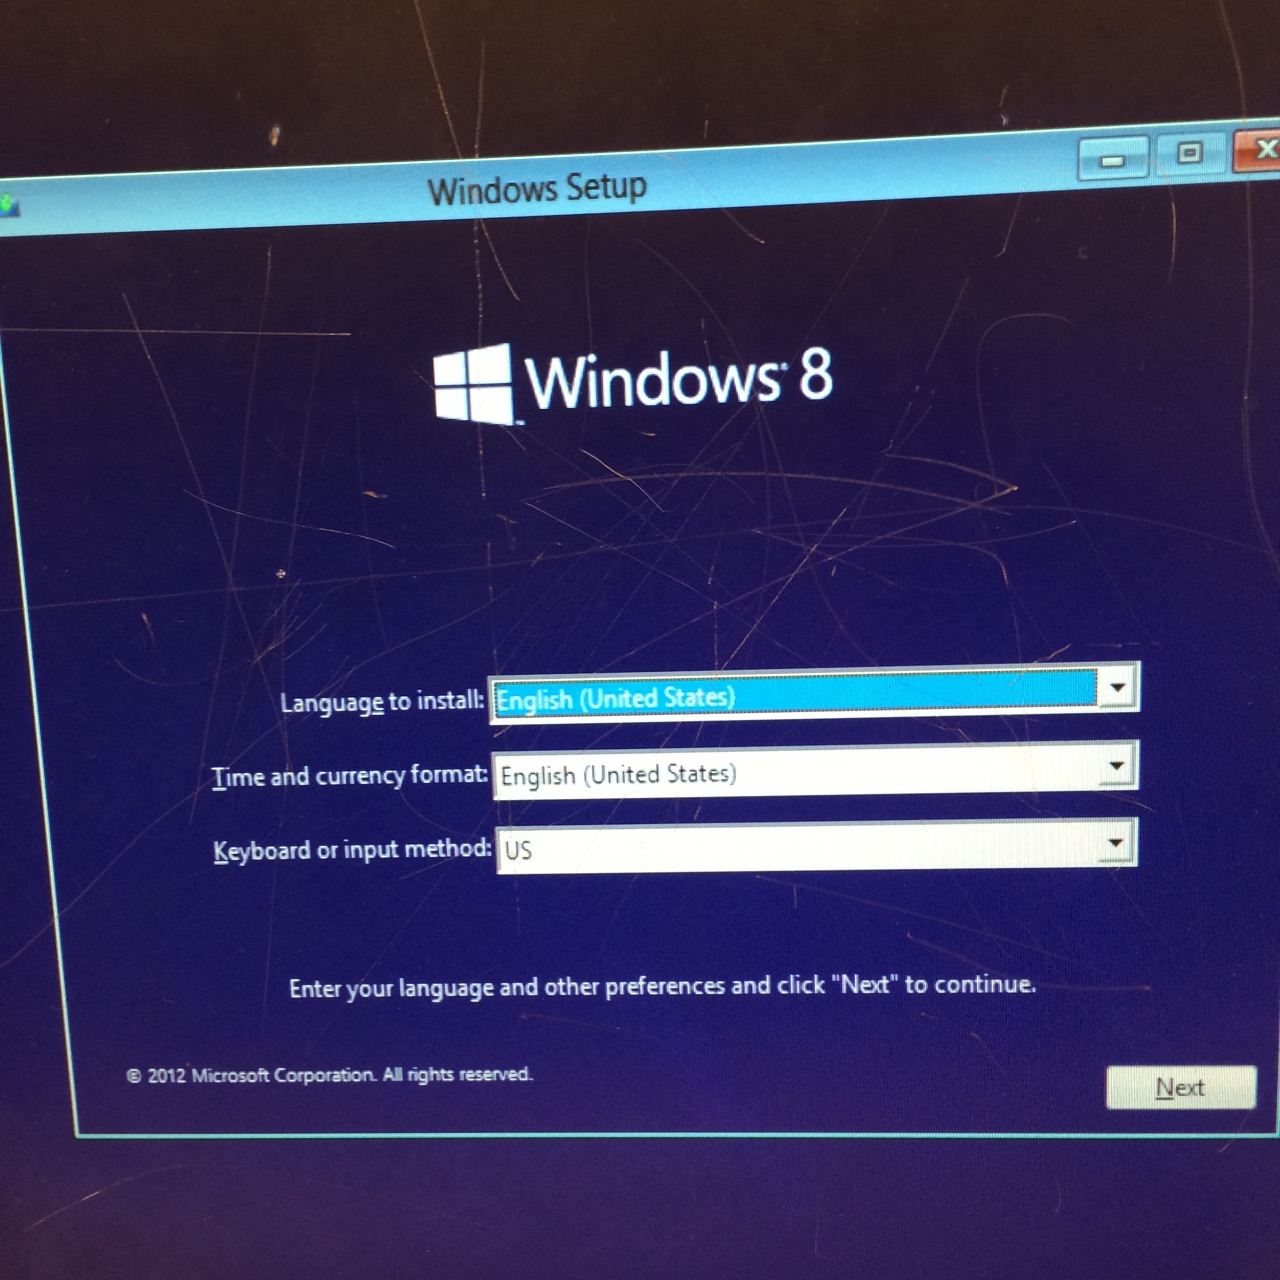 Windows Setup
Windows 8
Language to install: English (United States)
Time and currency format: English (United States)
Keyboard or input method: US
Enter your language and other preferences and click "Next" to continue.
© 2012 Microsoft Corporation. All rights reserved.
Next